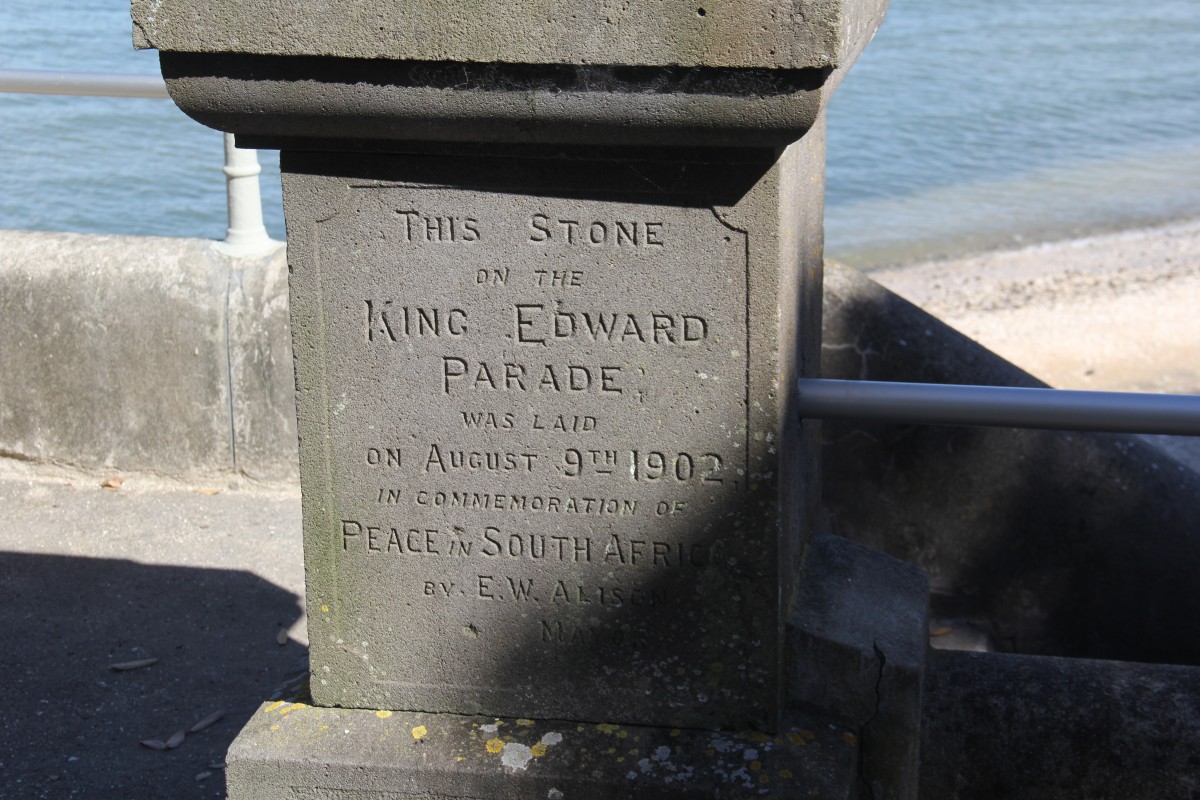 This Stone
on the
King Edward
Parade,
was laid
on August 9th 1902,
in commemoration of
Peace in South Africa
by E.W. Alison
Mayor